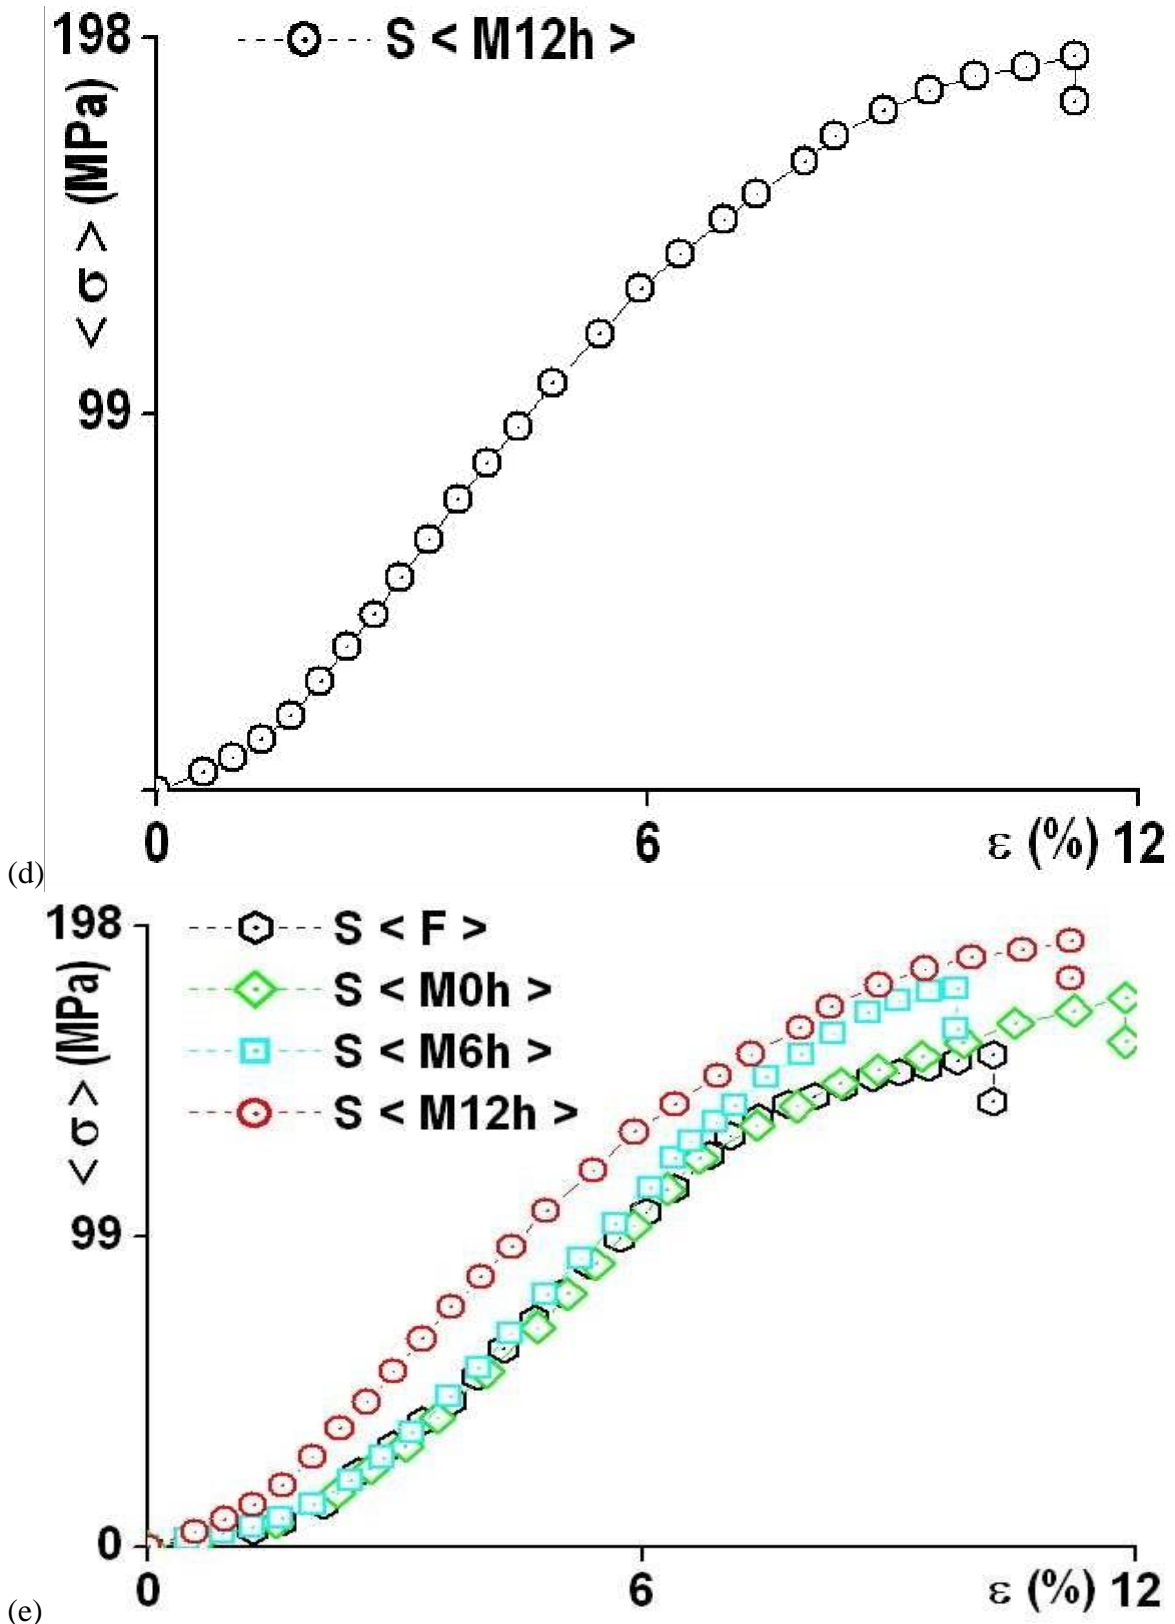 198
S < M12h >
< σ > (MPa)
99
0
6
ε (%) 12
(d)
198
S < F >
S < M0h >
S < M6h >
S < M12h >
< σ > (MPa)
99
0
0
6
ε (%) 12
(e)